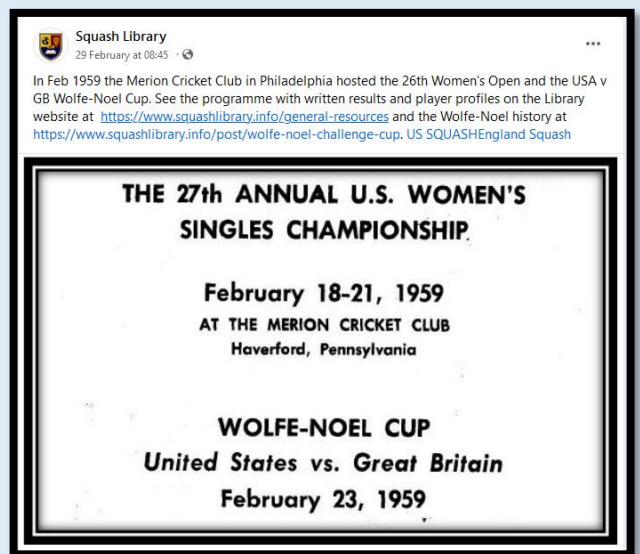 Squash Library
29 February at 08:45
In Feb 1959 the Merion Cricket Club in Philadelphia hosted the 26th Women's Open and the USA v
GB Wolfe-Noel Cup. See the programme with written results and player profiles on the Library
website at https://www.squashlibrary.info/general-resources and the Wolfe-Noel history at
https://www.squashlibrary.info/post/wolfe-noel-challenge-cup. US SQUASHEngland Squash
THE 27th ANNUAL U.S. WOMEN'S
SINGLES CHAMPIONSHIP.
February 18-21, 1959
AT THE MERION CRICKET CLUB
Haverford, Pennsylvania
WOLFE-NOEL CUP
United States vs. Great Britain
February 23, 1959